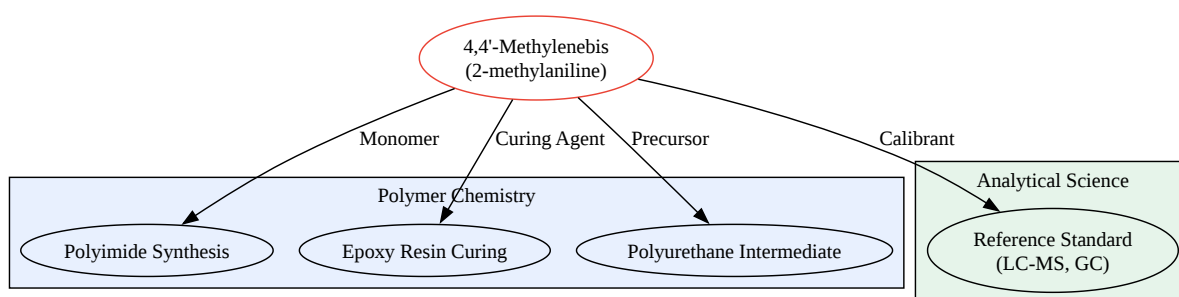 4,4'-Methylenebis
(2-methylaniline)
Monomer
Curing Agent
Precursor
Calibrant
Polymer Chemistry
Analytical Science
Polyimide Synthesis
Epoxy Resin Curing
Polyurethane Intermediate
Reference Standard
(LC-MS, GC)